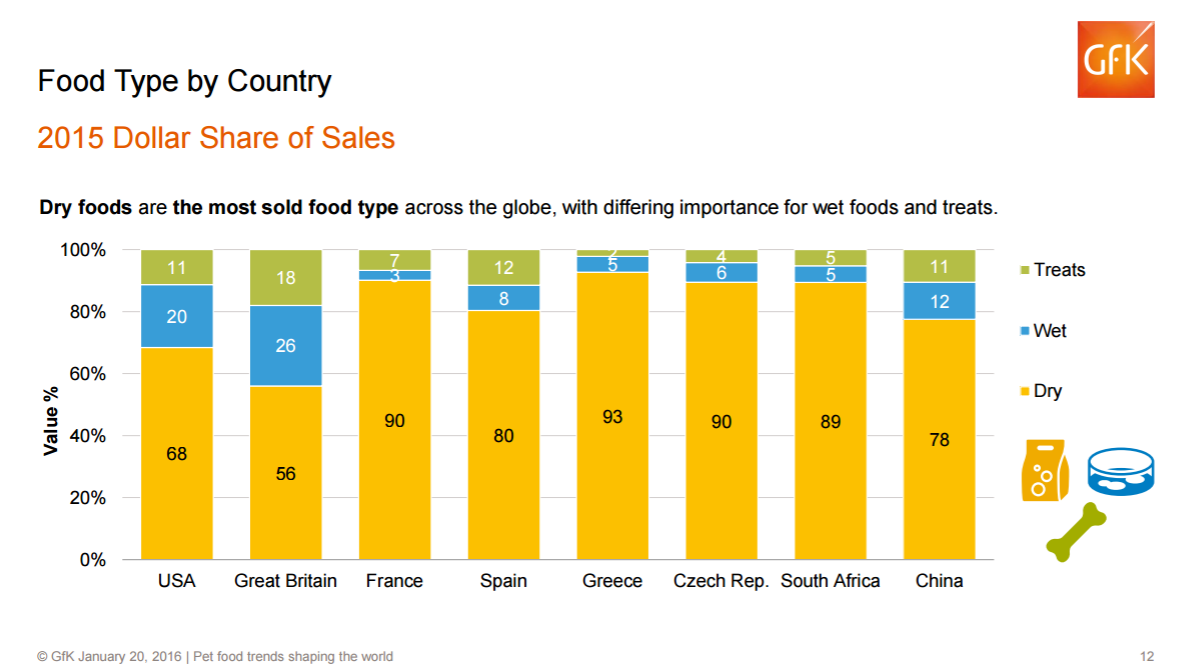 GfK
Food Type by Country
2015 Dollar Share of Sales
Dry foods are the most sold food type across the globe, with differing importance for wet foods and treats.
Value %
100%
80%
60%
40%
20%
0%
11
18
7
12
2
4
5
11
20
26
3
8
5
6
5
12
68
56
90
80
93
90
89
78
USA
Great Britain
France
Spain
Greece
Czech Rep.
South Africa
China
Treats
Wet
Dry
© GfK January 20, 2016 | Pet food trends shaping the world
12